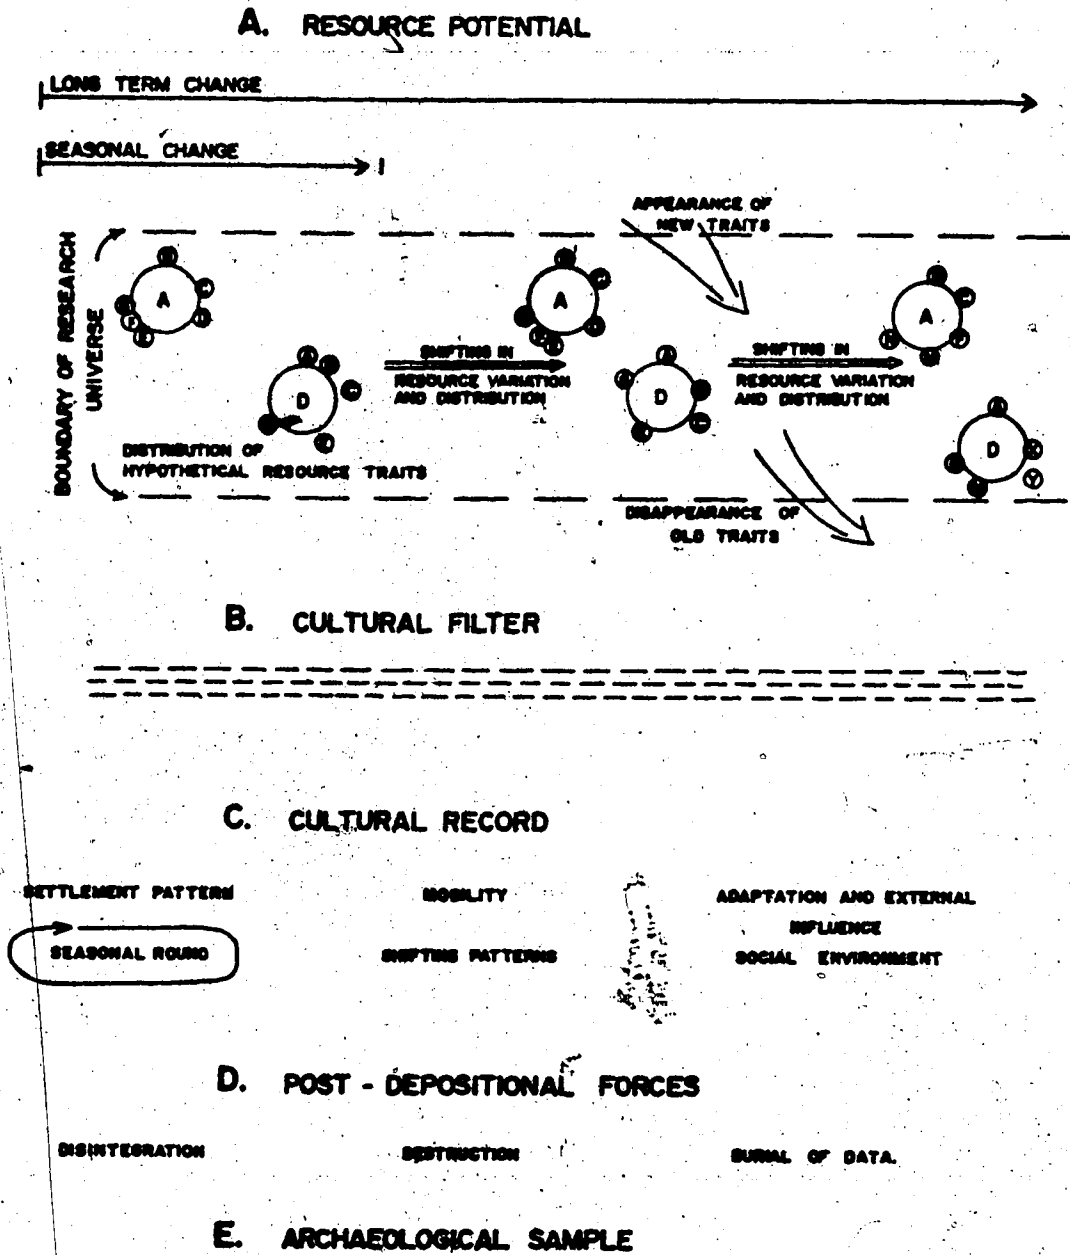 A. RESOURCE POTENTIAL
LONG TERM CHANGE
SEASONAL CHANGE
APPEARANCE OF
NEW TRAITS
BOUNDARY OF RESEARCH
UNIVERSE
A
C
D
E
A
C
A
C
P
D
A
C
SHIFTING IN
RESOURCE VARIATION
AND DISTRIBUTION
D
A
C
SHIFTING IN
RESOURCE VARIATION
AND DISTRIBUTION
D
A
X
Y
DISTRIBUTION OF
HYPOTHETICAL RESOURCE TRAITS
DISAPPEARANCE OF
OLD TRAITS
B. CULTURAL FILTER
C. CULTURAL RECORD
SETTLEMENT PATTERN
MOBILITY
ADAPTATION AND EXTERNAL
INFLUENCE
SEASONAL ROUND
SHIFTING PATTERNS
SOCIAL ENVIRONMENT
D. POST - DEPOSITIONAL FORCES
DISINTEGRATION
DESTRUCTION
BURIAL OF DATA.
E. ARCHAEOLOGICAL SAMPLE